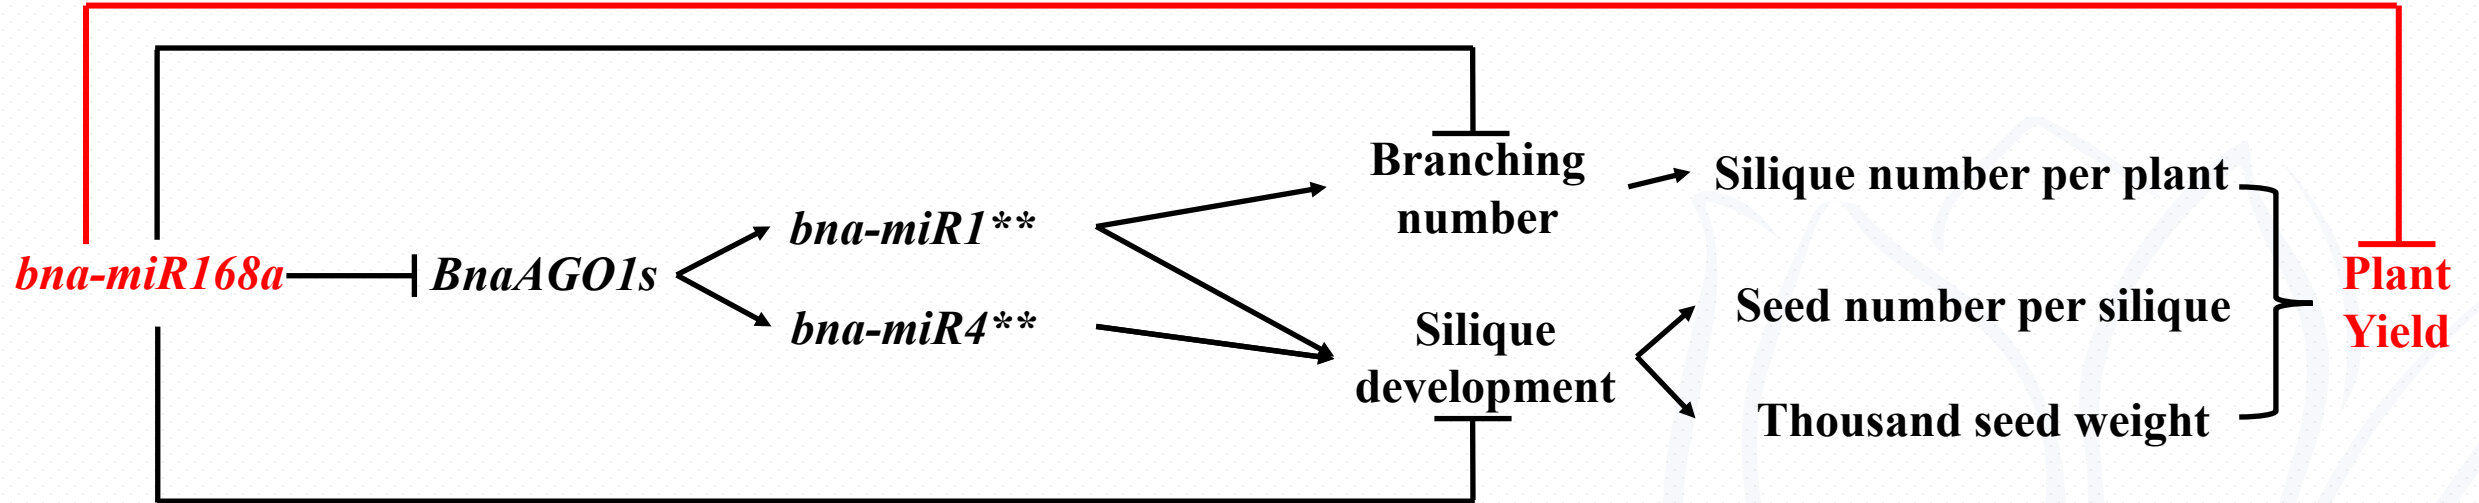 bna-miR168a
BnaAGO1s
bna-miR1**
bna-miR4**
Branching
number
Silique
development
Silique number per plant
Seed number per silique
Thousand seed weight
Plant
Yield